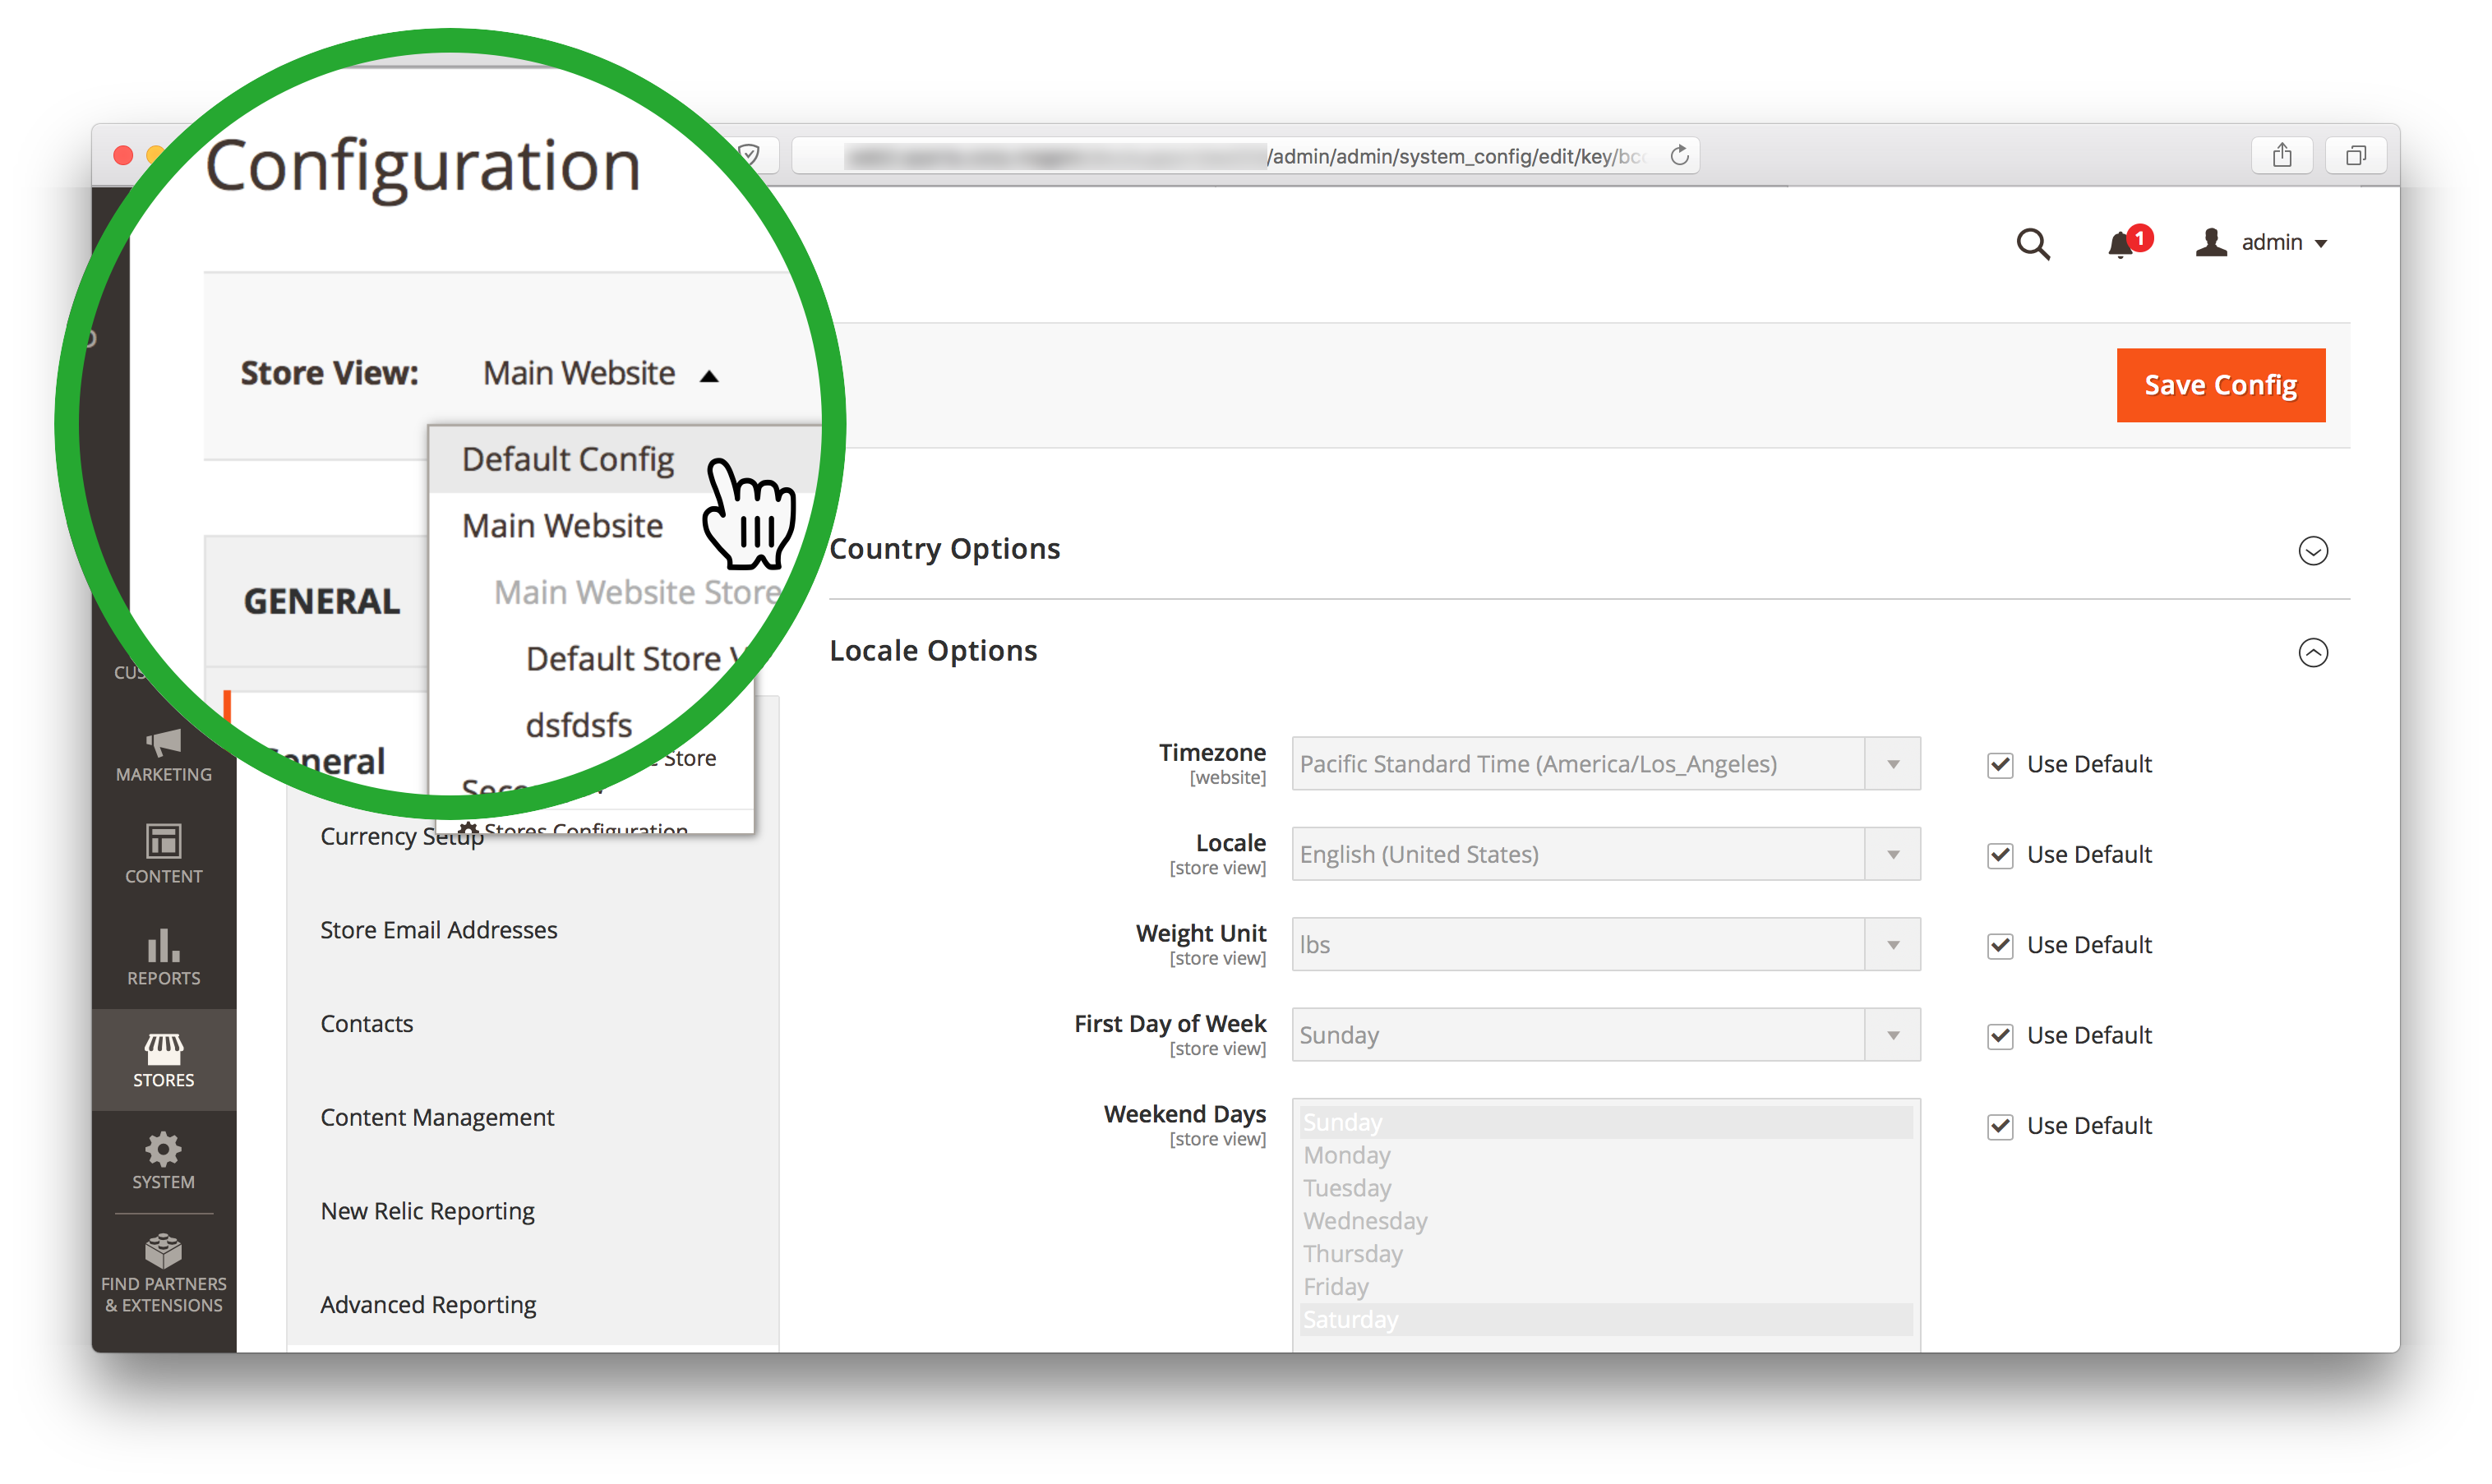 Configuration
/admin/admin/system_config/edit/key/bc
1
admin
Store View: Main Website
Save Config
Default Config
Main Website
Main Website Store
Default Store
dsfdsfs
Store
Stores Configuration
GENERAL
Currency Setup
Store Email Addresses
Contacts
Content Management
New Relic Reporting
Advanced Reporting
MARKETING
CONTENT
REPORTS
STORES
SYSTEM
FIND PARTNERS
& EXTENSIONS
Country Options
Locale Options
Timezone
[website]
Pacific Standard Time (America/Los_Angeles)
Use Default
Locale
[store view]
English (United States)
Use Default
Weight Unit
[store view]
lbs
Use Default
First Day of Week
[store view]
Sunday
Use Default
Weekend Days
[store view]
Sunday
Monday
Tuesday
Wednesday
Thursday
Friday
Saturday
Use Default